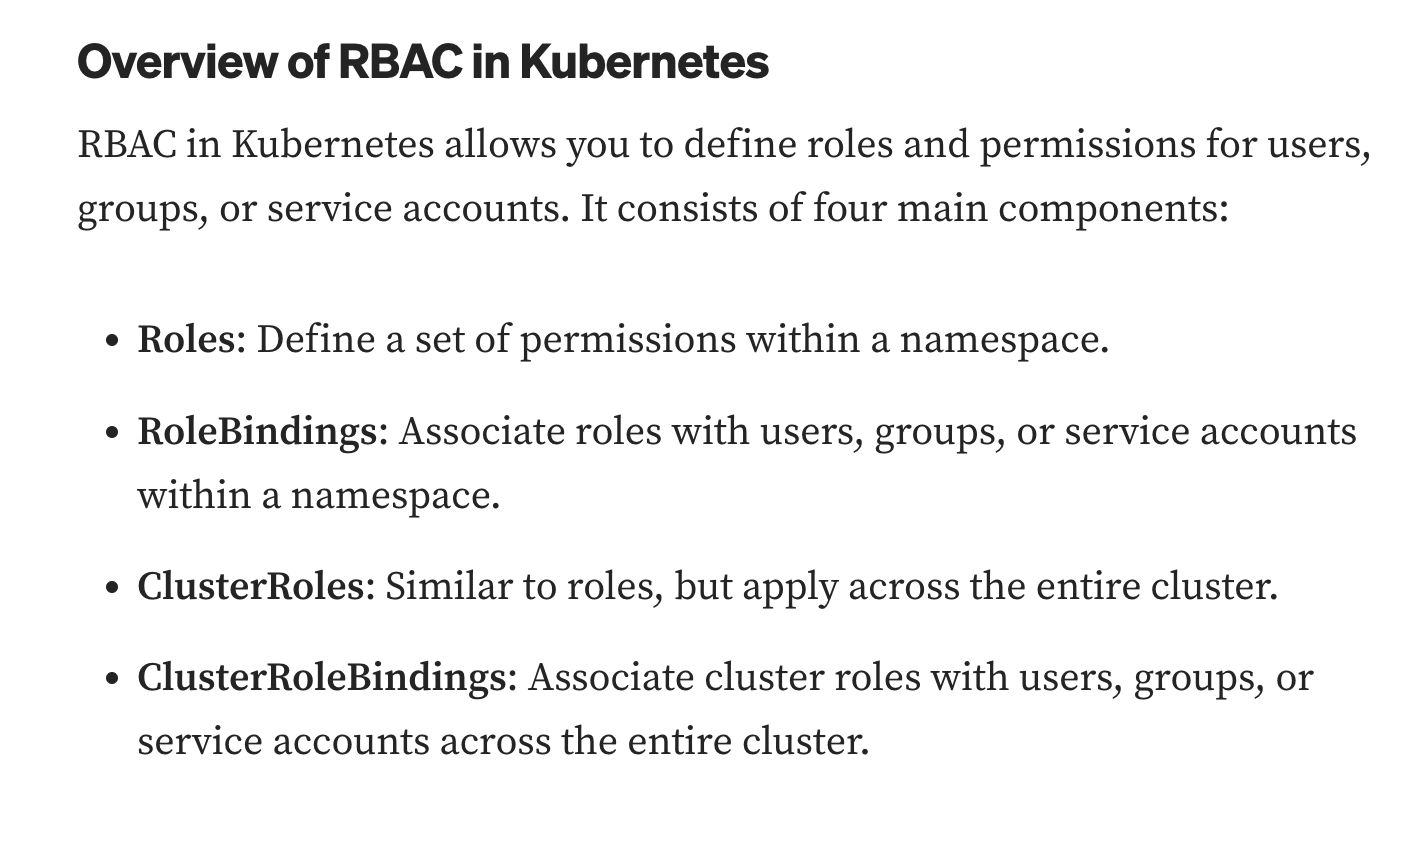 Overview of RBAC in Kubernetes
RBAC in Kubernetes allows you to define roles and permissions for users,
groups, or service accounts. It consists of four main components:
• Roles: Define a set of permissions within a namespace.
• RoleBindings: Associate roles with users, groups, or service accounts
within a namespace.
• ClusterRoles: Similar to roles, but apply across the entire cluster.
• ClusterRoleBindings: Associate cluster roles with users, groups, or
service accounts across the entire cluster.